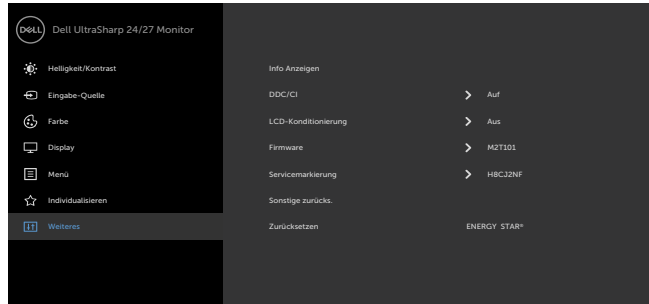 DELL Dell UltraSharp 24/27 Monitor
Helligkeit/Kontrast Info Anzeigen
Eingabe-Quelle DDC/CI Auf
Farbe LCD-Konditionierung Aus
Display Firmware M2T101
Menü Servicemarkierung H8CJ2NF
Individualisieren Sonstige zurücks.
Weiteres Zurücksetzen ENERGY STAR®